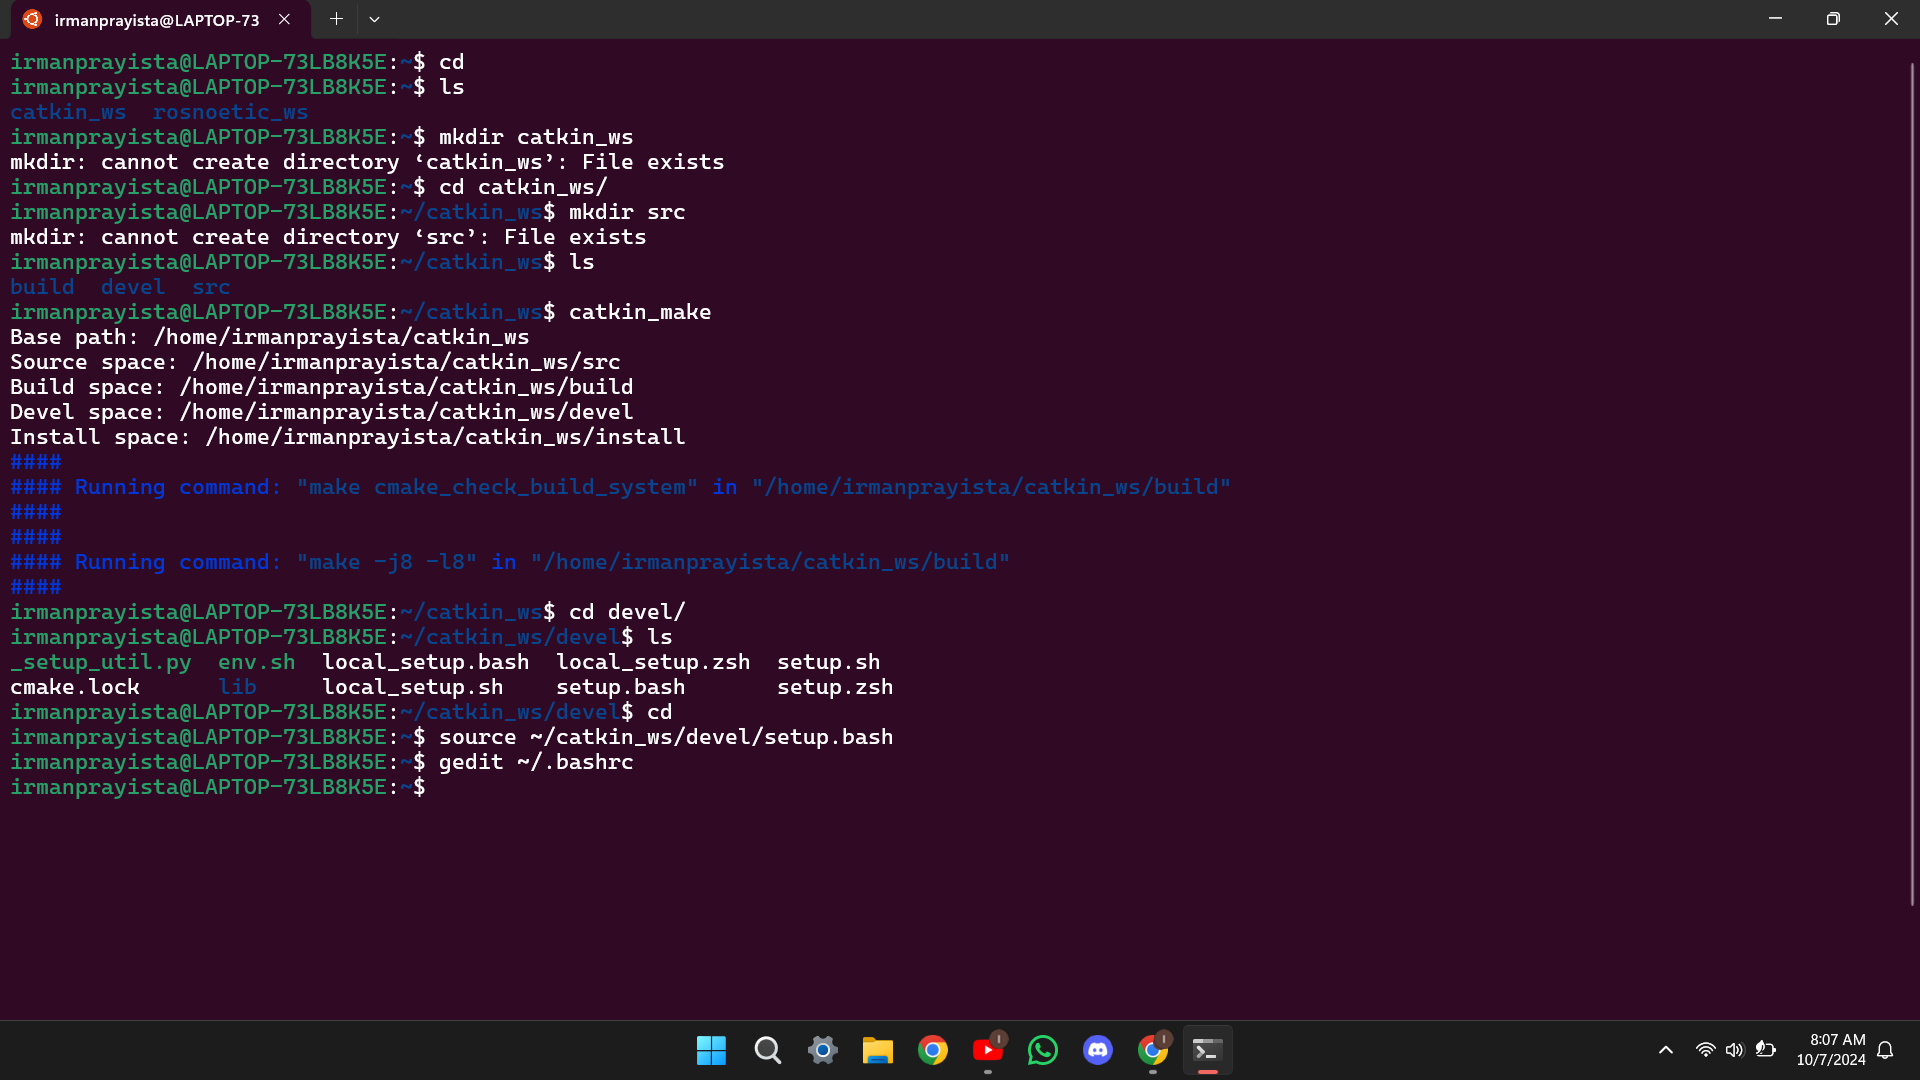 irmanprayista@LAPTOP-73
irmanprayista@LAPTOP-73LB8K5E:~$ cd
irmanprayista@LAPTOP-73LB8K5E:~$ ls
catkin_ws  rosnoetic_ws
irmanprayista@LAPTOP-73LB8K5E:~$ mkdir catkin_ws
mkdir: cannot create directory ‘catkin_ws’: File exists
irmanprayista@LAPTOP-73LB8K5E:~$ cd catkin_ws/
irmanprayista@LAPTOP-73LB8K5E:~/catkin_ws$ mkdir src
mkdir: cannot create directory ‘src’: File exists
irmanprayista@LAPTOP-73LB8K5E:~/catkin_ws$ ls
build  devel  src
irmanprayista@LAPTOP-73LB8K5E:~/catkin_ws$ catkin_make
Base path: /home/irmanprayista/catkin_ws
Source space: /home/irmanprayista/catkin_ws/src
Build space: /home/irmanprayista/catkin_ws/build
Devel space: /home/irmanprayista/catkin_ws/devel
Install space: /home/irmanprayista/catkin_ws/install
####
#### Running command: "make cmake_check_build_system" in "/home/irmanprayista/catkin_ws/build"
####
####
#### Running command: "make -j8 -l8" in "/home/irmanprayista/catkin_ws/build"
####
irmanprayista@LAPTOP-73LB8K5E:~/catkin_ws$ cd devel/
irmanprayista@LAPTOP-73LB8K5E:~/catkin_ws/devel$ ls
_setup_util.py  env.sh  local_setup.bash  local_setup.zsh  setup.sh
cmake.lock      lib     local_setup.sh    setup.bash       setup.zsh
irmanprayista@LAPTOP-73LB8K5E:~/catkin_ws/devel$ cd
irmanprayista@LAPTOP-73LB8K5E:~$ source ~/catkin_ws/devel/setup.bash
irmanprayista@LAPTOP-73LB8K5E:~$ gedit ~/.bashrc
irmanprayista@LAPTOP-73LB8K5E:~$
8:07 AM
10/7/2024